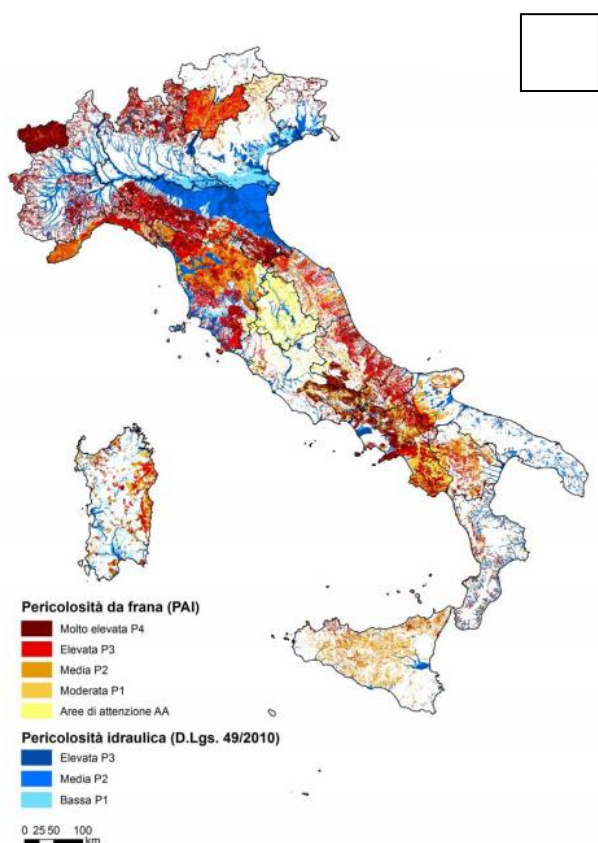 Pericolosità da frana (PAI)
Molto elevata P4
Elevata P3
Media P2
Moderata P1
Aree di attenzione AA
Pericolosità idraulica (D.Lgs. 49/2010)
Elevata P3
Media P2
Bassa P1
0 25 50 100
km